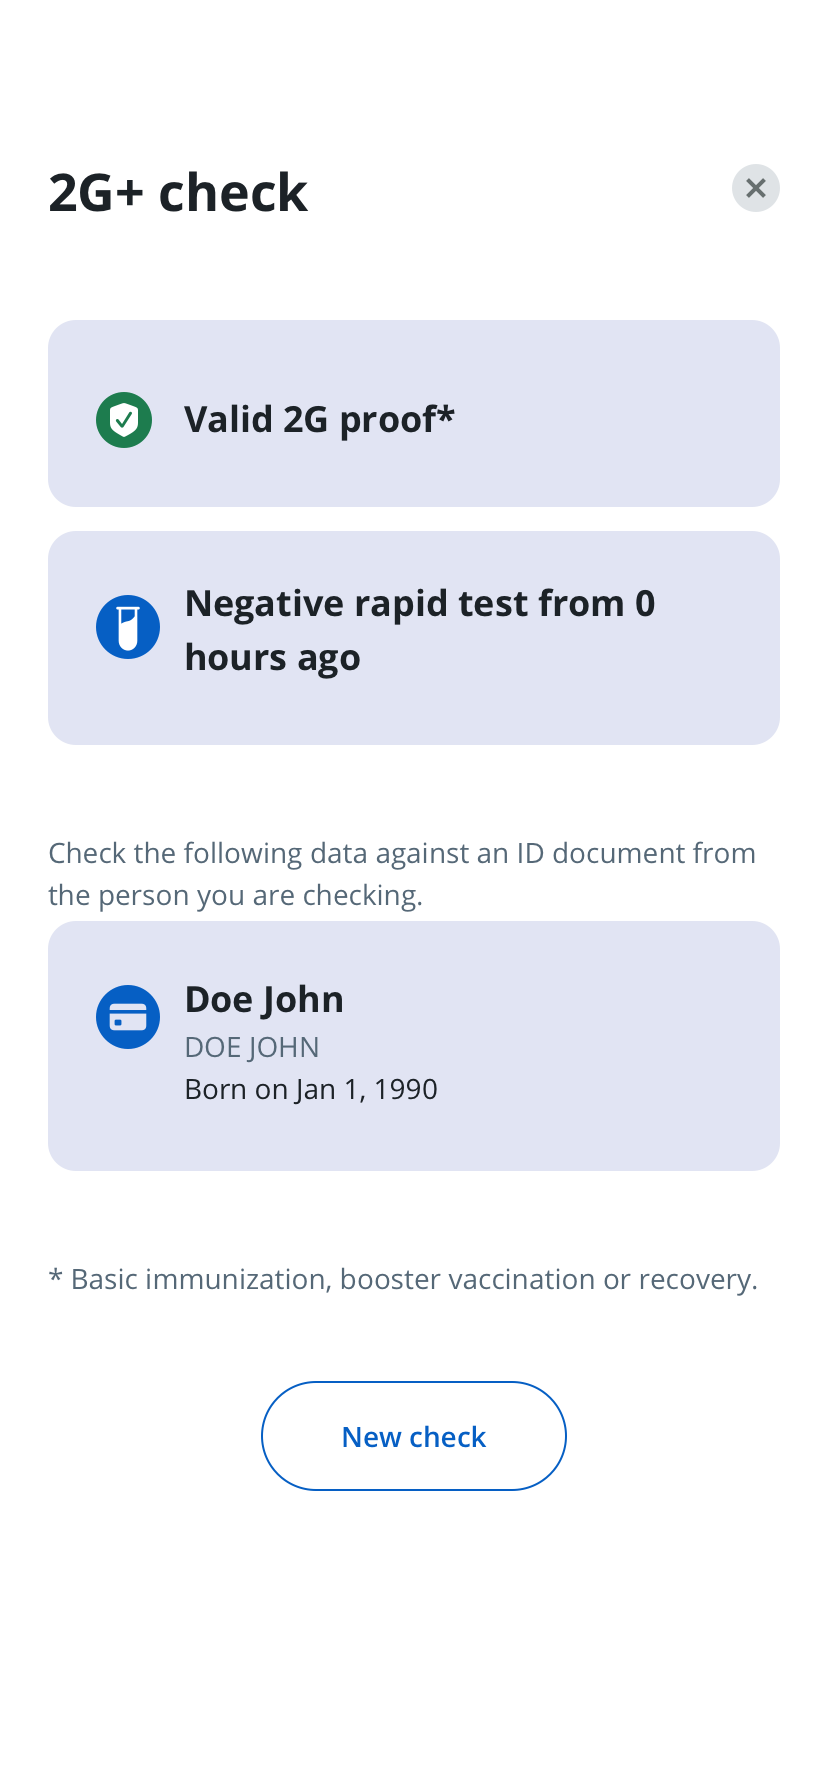 2G+ check
Valid 2G proof*
Negative rapid test from 0
hours ago
Check the following data against an ID document from
the person you are checking.
Doe John
DOE JOHN
Born on Jan 1, 1990
* Basic immunization, booster vaccination or recovery.
New check